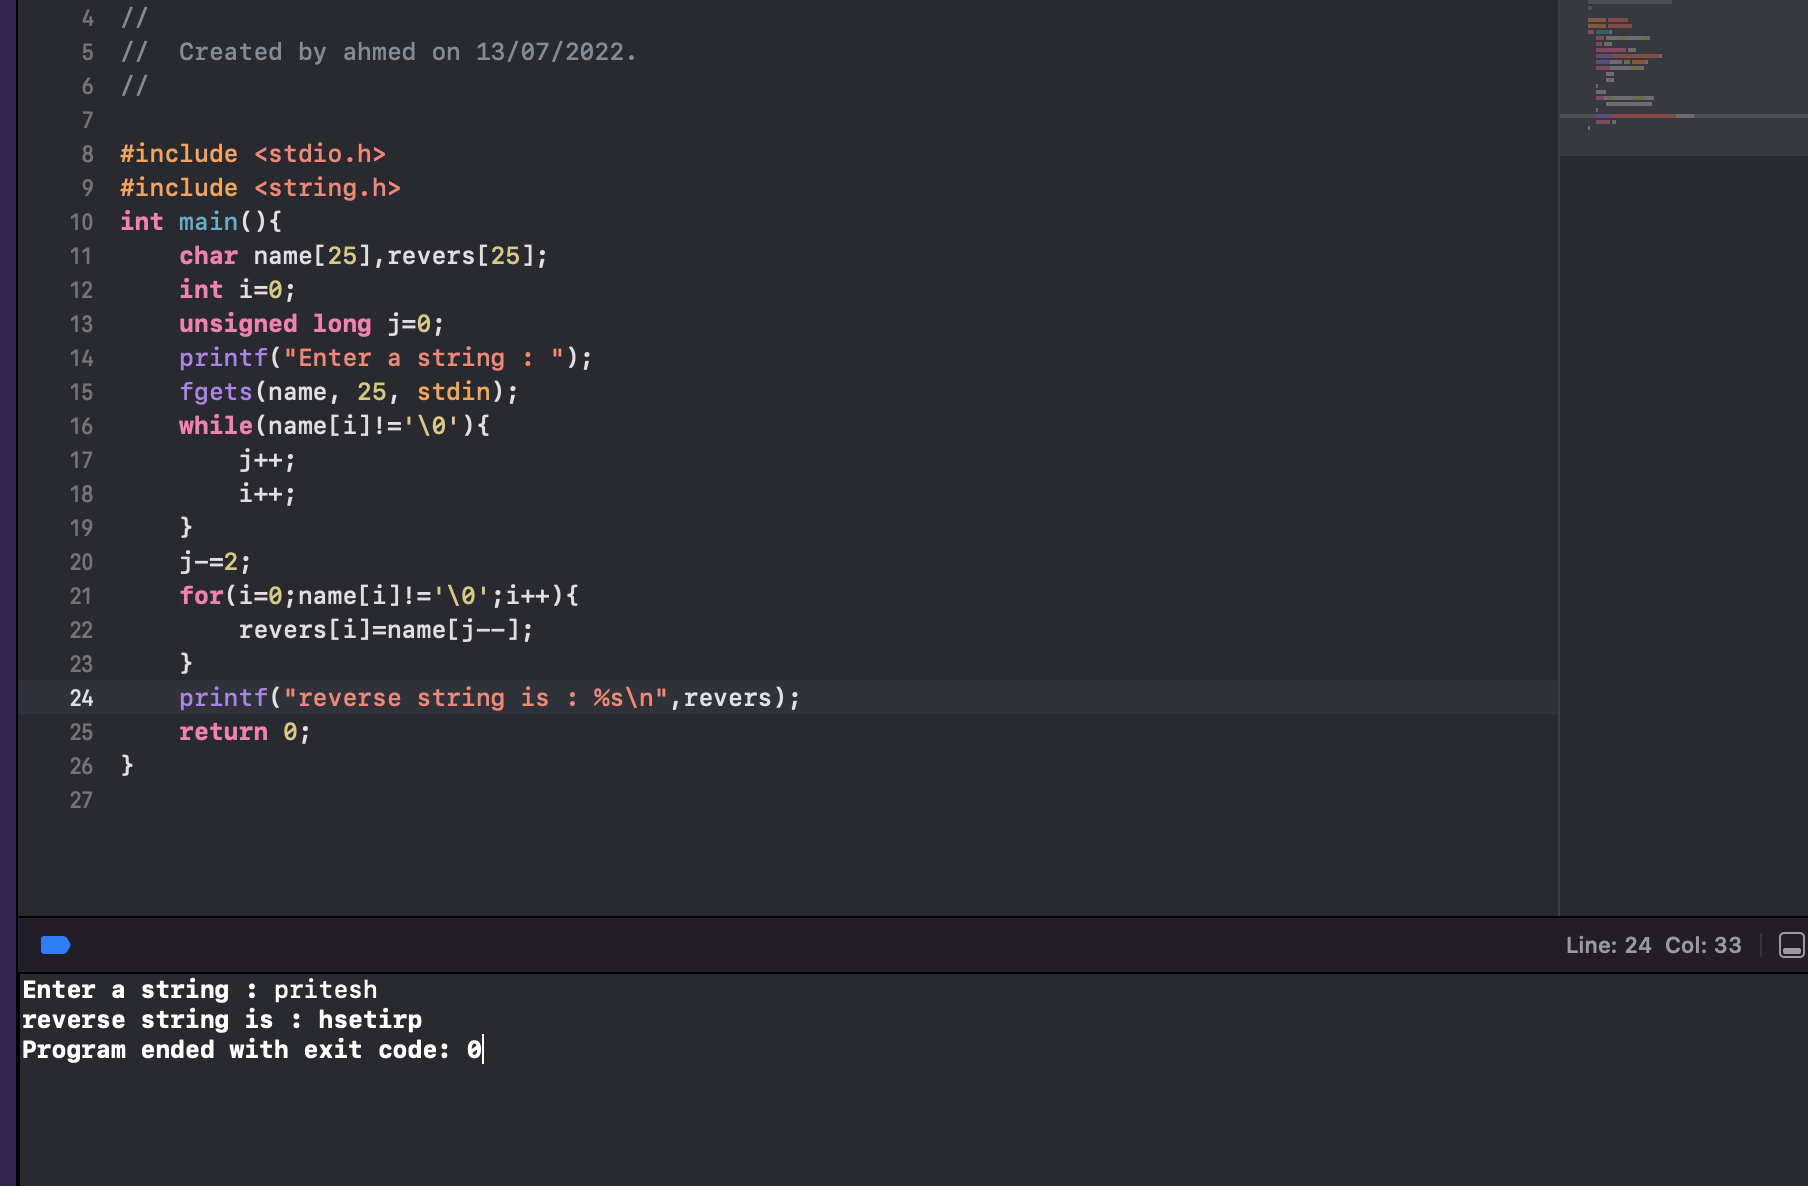 4 //
5 //  Created by ahmed on 13/07/2022.
6 //
7
8 #include <stdio.h>
9 #include <string.h>
10 int main(){
11     char name[25],revers[25];
12     int i=0;
13     unsigned long j=0;
14     printf("Enter a string : ");
15     fgets(name, 25, stdin);
16     while(name[i]!='\0'){
17         j++;
18         i++;
19     }
20     j-=2;
21     for(i=0;name[i]!='\0';i++){
22         revers[i]=name[j--];
23     }
24     printf("reverse string is : %s\n",revers);
25     return 0;
26 }
27
Line: 24  Col: 33
Enter a string : pritesh
reverse string is : hsetirp
Program ended with exit code: 0